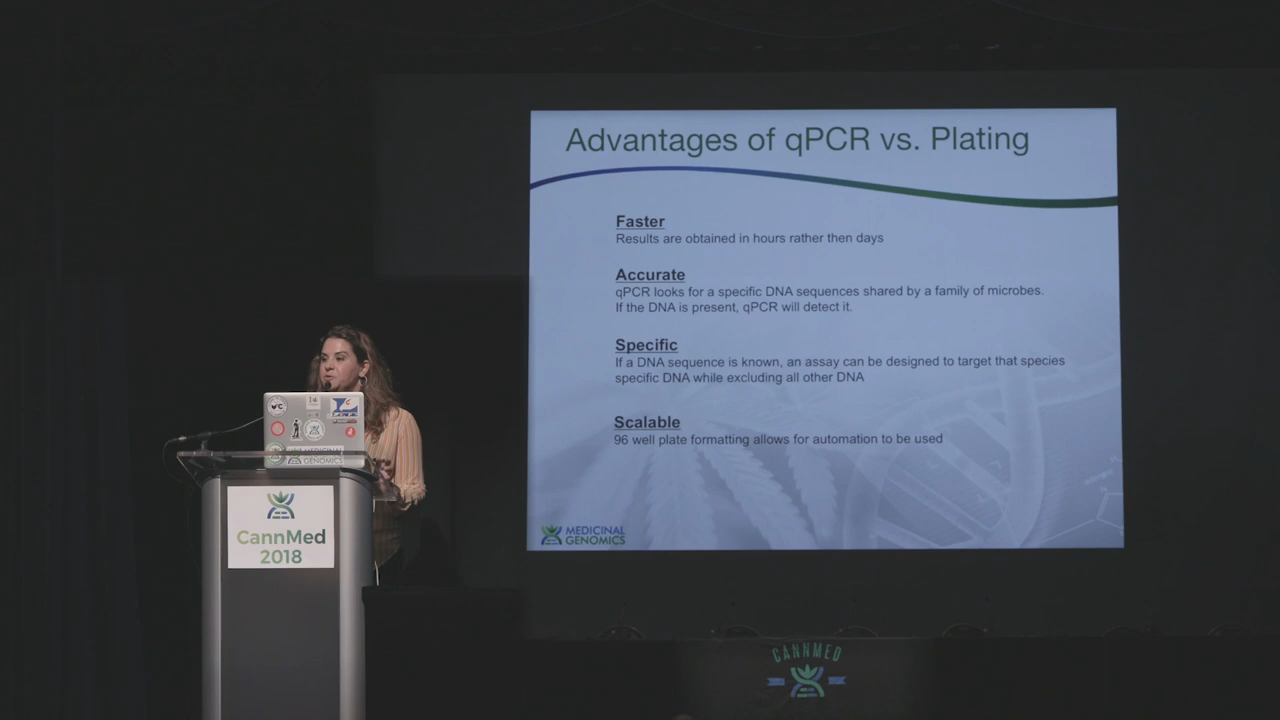 Advantages of qPCR vs. Plating
Faster
Results are obtained in hours rather then days
Accurate
qPCR looks for a specific DNA sequences shared by a family of microbes.
If the DNA is present, qPCR will detect it.
Specific
If a DNA sequence is known, an assay can be designed to target that species
specific DNA while excluding all other DNA
Scalable
96 well plate formatting allows for automation to be used
MEDICINAL
GENOMICS
MEDICINAL
GENOMICS
CannMed
2018
CANNMED